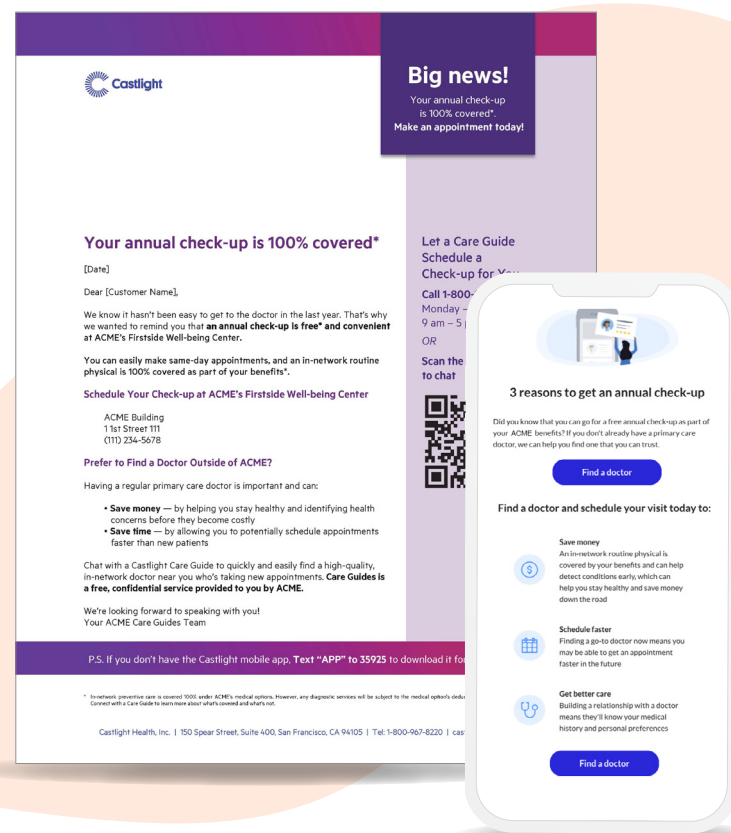 Castlight
Big news!
Your annual check-up
is 100% covered*.
Make an appointment today!
Your annual check-up is 100% covered*
[Date]
Dear [Customer Name],
We know it hasn't been easy to get to the doctor in the last year. That's why
we wanted to remind you that an annual check-up is free* and convenient
at ACME's Firstside Well-being Center.
You can easily make same-day appointments, and an in-network routine
physical is 100% covered as part of your benefits*.
Schedule Your Check-up at ACME's Firstside Well-being Center
ACME Building
1 1st Street 111
(111) 234-5678
Prefer to Find a Doctor Outside of ACME?
Having a regular primary care doctor is important and can:
• Save money — by helping you stay healthy and identifying health
concerns before they become costly
• Save time — by allowing you to potentially schedule appointments
faster than new patients
Chat with a Castlight Care Guide to quickly and easily find a high-quality,
in-network doctor near you who's taking new appointments. Care Guides is
a free, confidential service provided to you by ACME.
We're looking forward to speaking with you!
Your ACME Care Guides Team
Let a Care Guide
Schedule a
Check-up for You
Call 1-800-
Monday –
9 am – 5
OR
Scan the
to chat
P.S. If you don't have the Castlight mobile app, Text "APP" to 35925 to download it
* In-network preventive care is covered 100% under ACME's medical options. However, any diagnostic services will be subject to the medical option's
Connect with a Care Guide to learn more about what's covered and what's not.
Castlight Health, Inc. | 150 Spear Street, Suite 400, San Francisco, CA 94105 | Tel: 1-800-967-8220 |
3 reasons to get an annual check-up
Did you know that you can go for a free annual check-up as part of
your ACME benefits? If you don't already have a primary care
doctor, we can help you find one that you can trust.
Find a doctor
Find a doctor and schedule your visit today to:
Save money
An in-network routine physical is
covered by your benefits and can help
detect conditions early, which can
help you stay healthy and save money
down the road
Schedule faster
Finding a go-to doctor now means you
may be able to get an appointment
faster in the future
Get better care
Building a relationship with a doctor
means they'll know your medical
history and personal preferences
Find a doctor